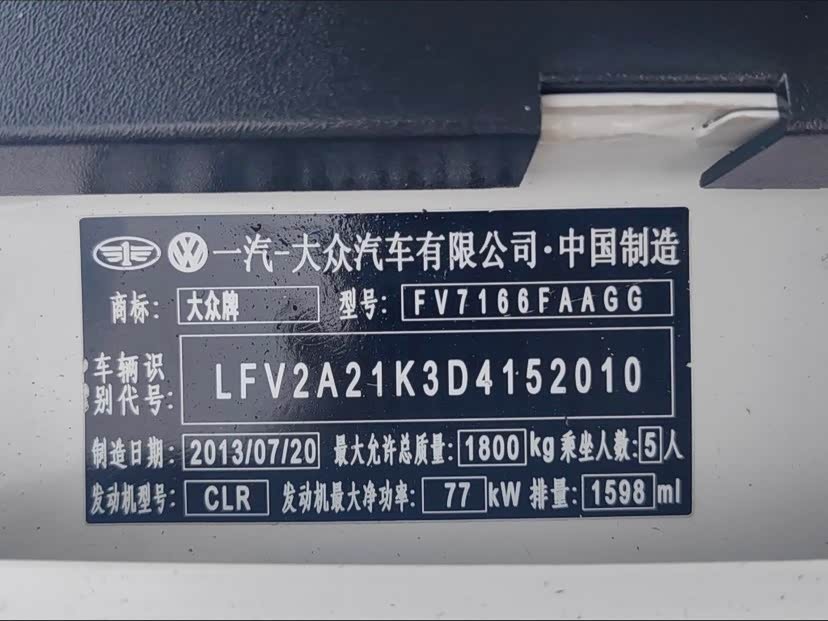 一汽-大众汽车有限公司·中国制造
商标: 大众牌 型号: FV7166FAAGG
车辆识别代号: LFV2A21K3D4152010
制造日期: 2013/07/20 最大允许总质量: 1800 kg 乘坐人数: 5 人
发动机型号: CLR 发动机最大净功率: 77 kW 排量: 1598 ml